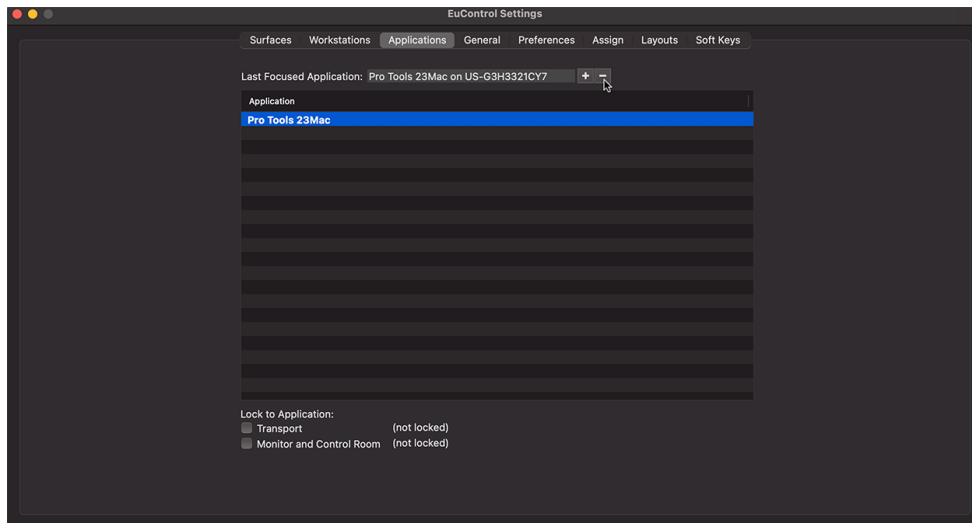 EuControl Settings
Surfaces Workstations Applications General Preferences Assign Layouts Soft Keys
Last Focused Application: Pro Tools 23Mac on US-G3H3321CY7 + −
Application
Pro Tools 23Mac
Lock to Application:
Transport (not locked)
Monitor and Control Room (not locked)